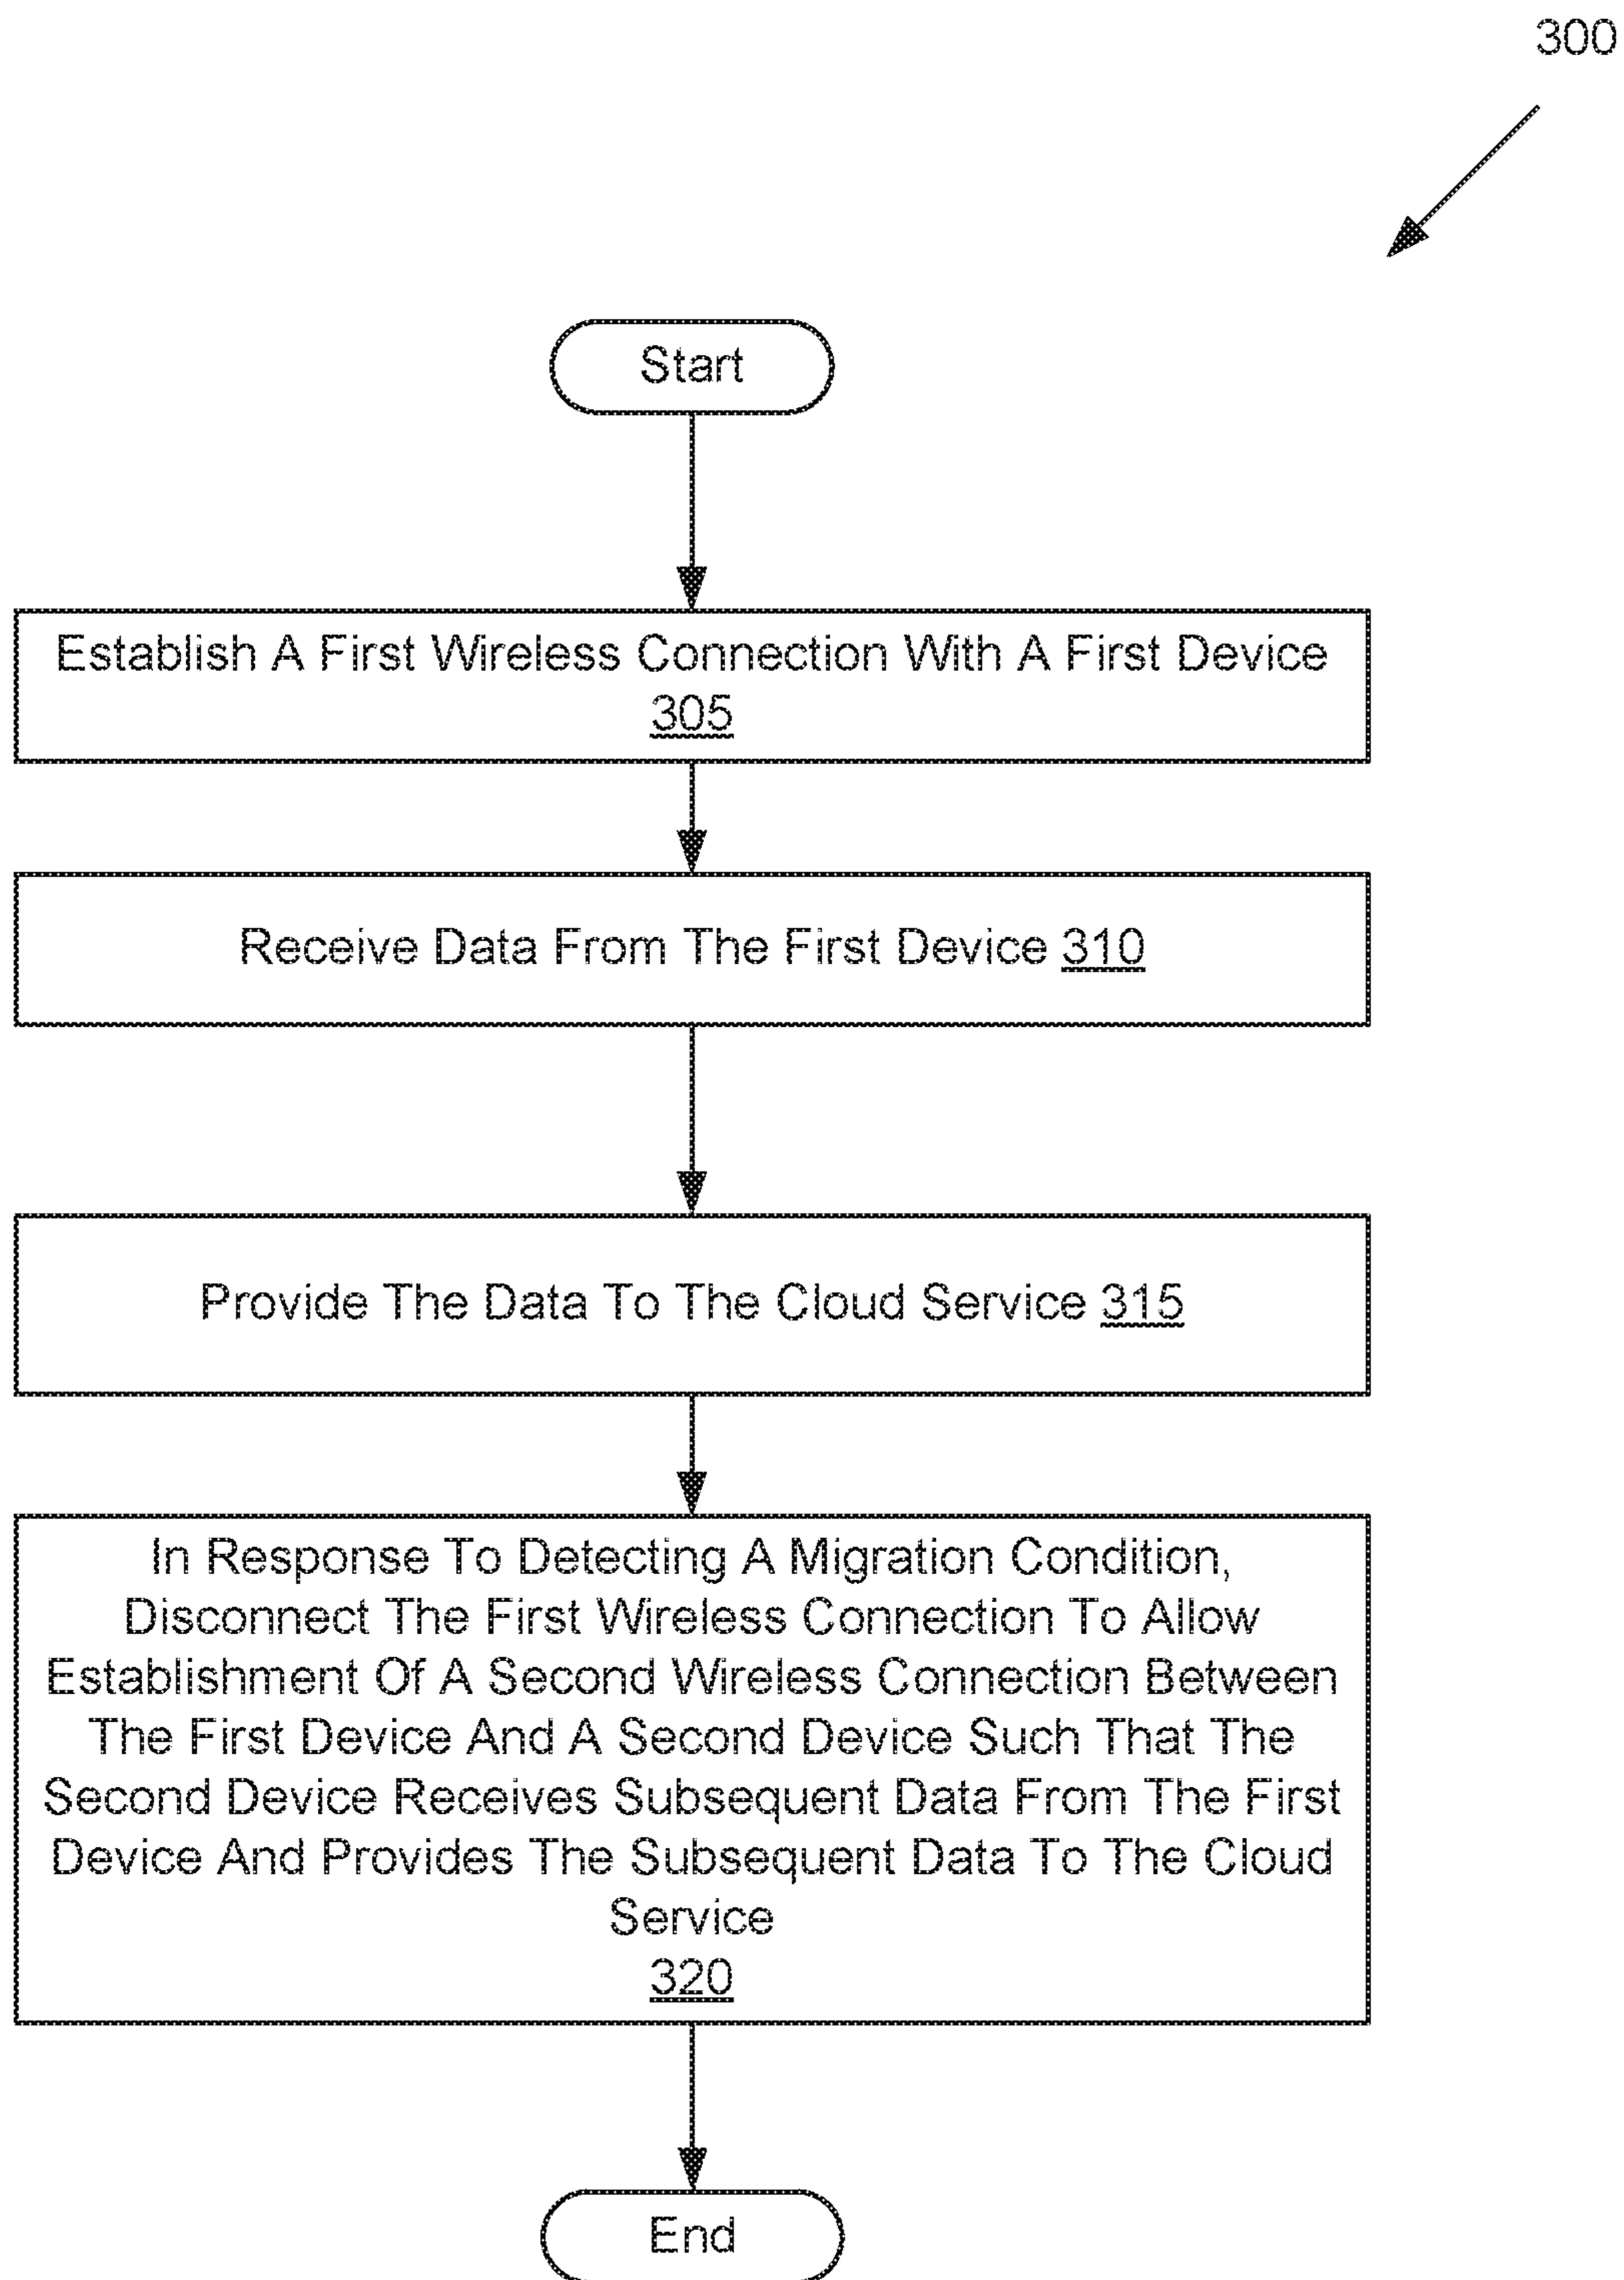 300
Start
Establish A First Wireless Connection With A First Device
305
Receive Data From The First Device 310
Provide The Data To The Cloud Service 315
In Response To Detecting A Migration Condition,
Disconnect The First Wireless Connection To Allow
Establishment Of A Second Wireless Connection Between
The First Device And A Second Device Such That The
Second Device Receives Subsequent Data From The First
Device And Provides The Subsequent Data To The Cloud
Service
320
End